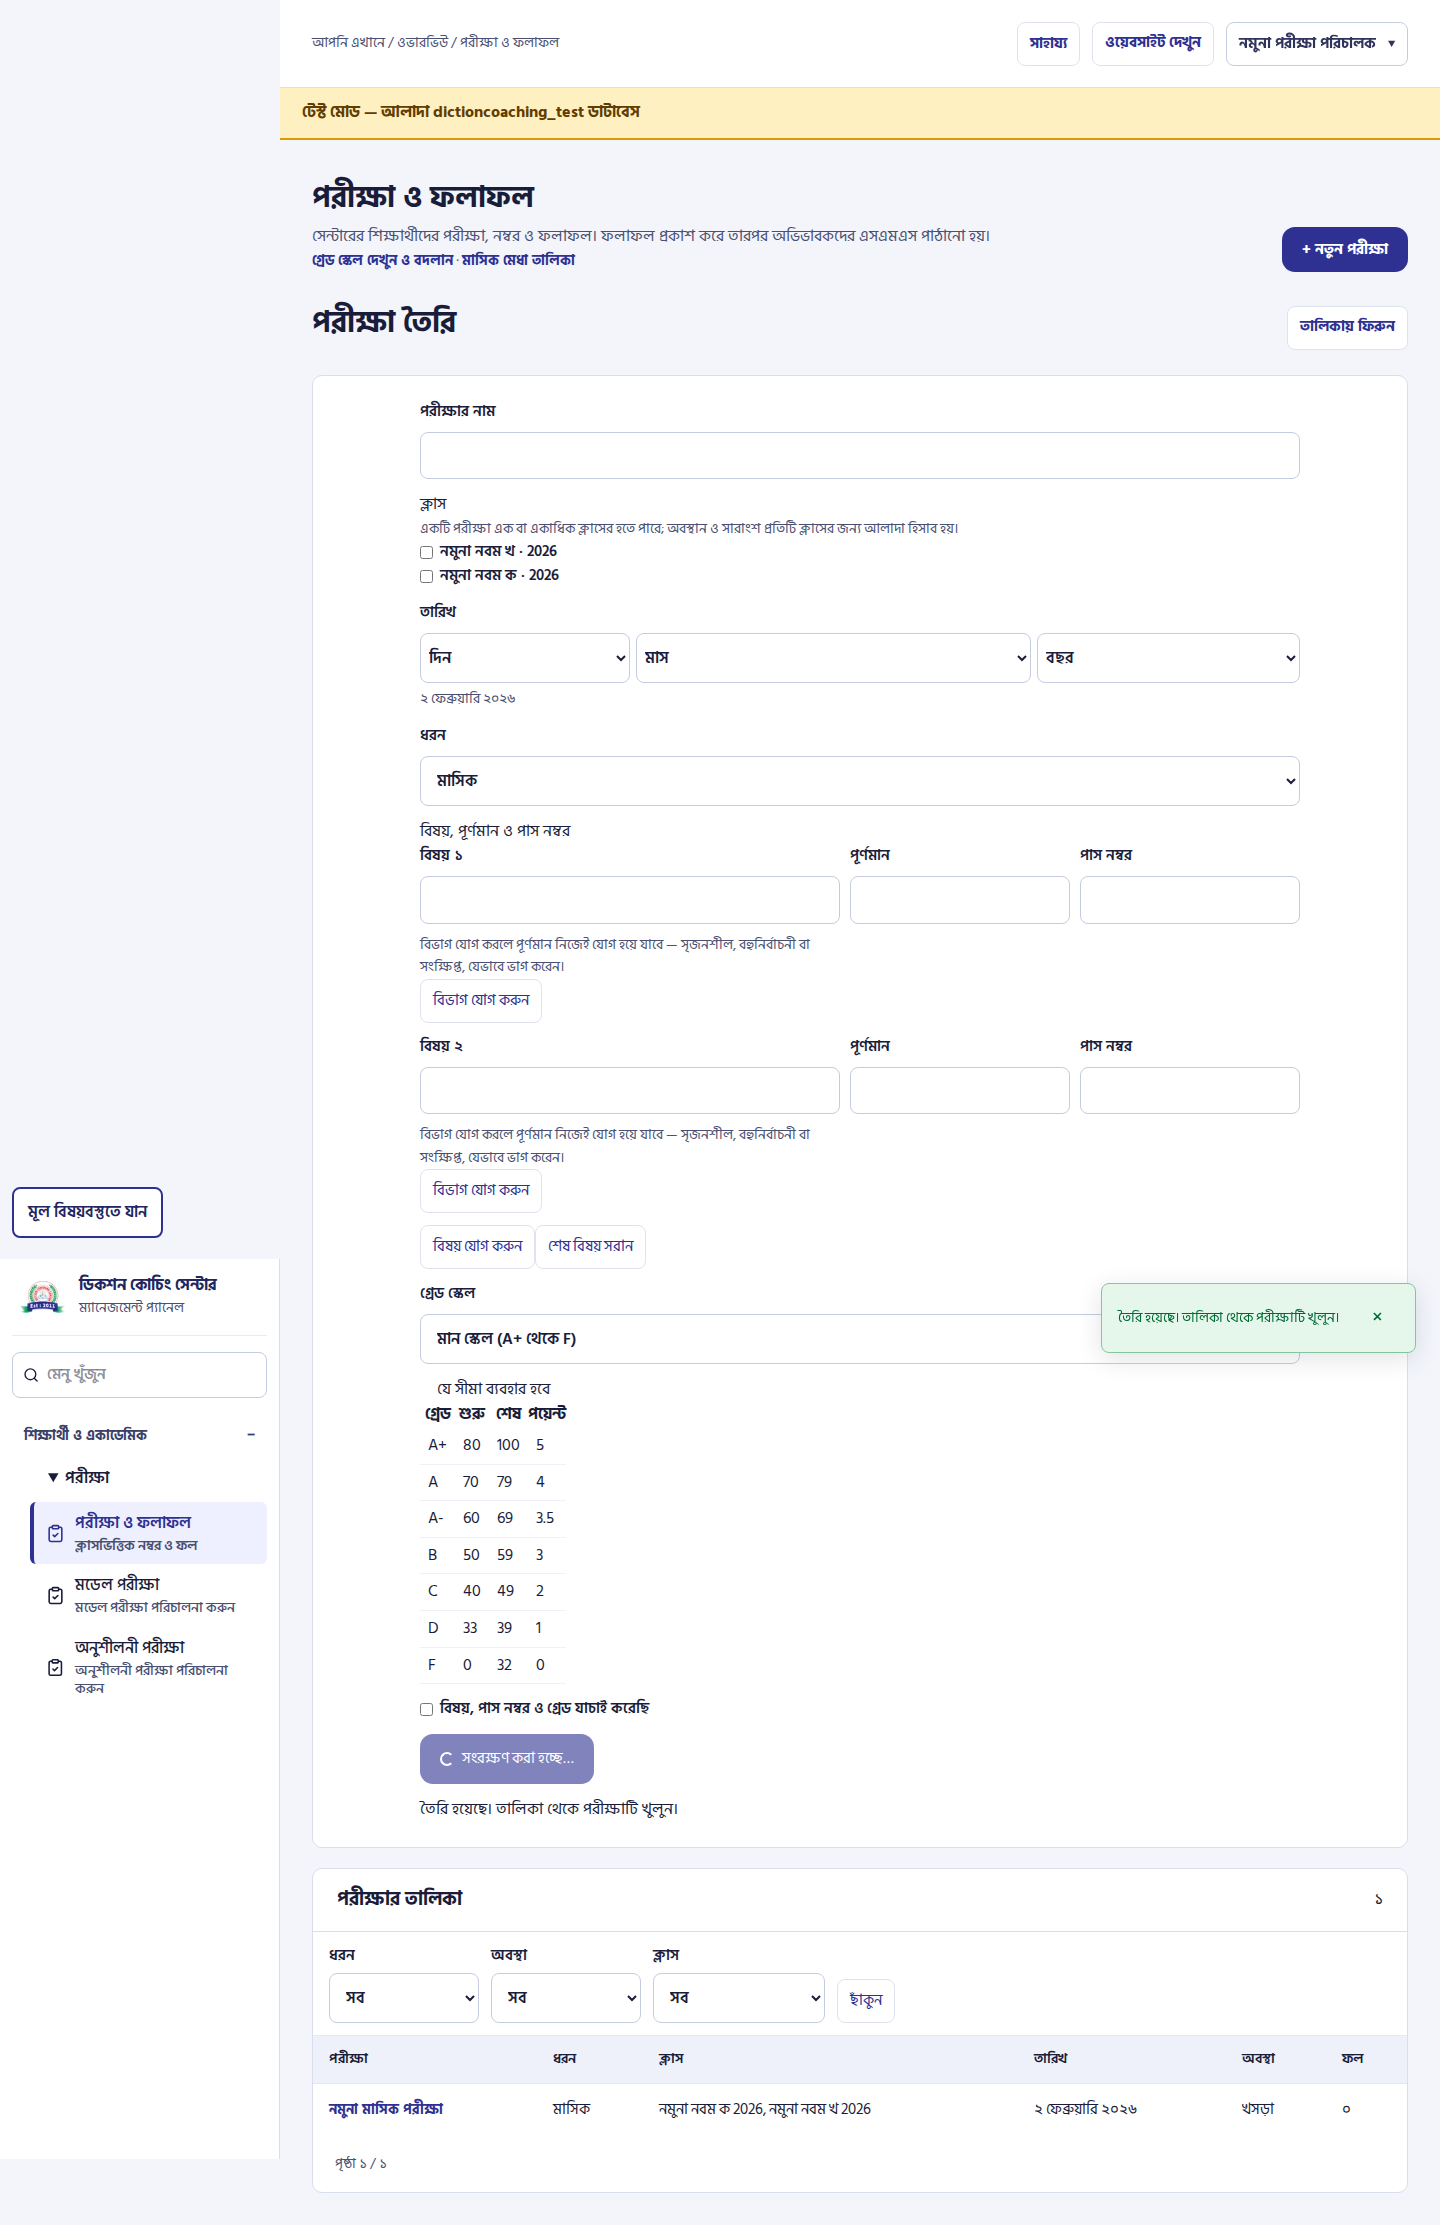 আপনি এখানে / ওভারভিউ / পরীক্ষা ও ফলাফল
সাহায্য
ওয়েবসাইট দেখুন
নমুনা পরীক্ষা পরিচালক
টেস্ট মোড — আলাদা dictioncoaching_test ডাটাবেস
পরীক্ষা ও ফলাফল
সেন্টারের শিক্ষার্থীদের পরীক্ষা, নম্বর ও ফলাফল। ফলাফল প্রকাশ করে তারপর অভিভাবকদের এসএমএস পাঠানো হয়।
গ্রেড স্কেল দেখুন ও বদলান · মাসিক মেধা তালিকা
+ নতুন পরীক্ষা
পরীক্ষা তৈরি
তালিকায় ফিরুন
পরীক্ষার নাম
ক্লাস
একটি পরীক্ষা এক বা একাধিক ক্লাসের হতে পারে; অবস্থান ও সারাংশ প্রতিটি ক্লাসের জন্য আলাদা হিসাব হয়।
নমুনা নবম খ · 2026
নমুনা নবম ক · 2026
তারিখ
দিন মাস বছর
২ ফেব্রুয়ারি ২০২৬
ধরন
মাসিক
বিষয়, পূর্ণমান ও পাস নম্বর
বিষয় ১ পূর্ণমান পাস নম্বর
বিভাগ যোগ করলে পূর্ণমান নিজেই যোগ হয়ে যাবে — সৃজনশীল, বহুনির্বাচনী বা
সংক্ষিপ্ত, যেভাবে ভাগ করেন।
বিভাগ যোগ করুন
বিষয় ২ পূর্ণমান পাস নম্বর
বিভাগ যোগ করলে পূর্ণমান নিজেই যোগ হয়ে যাবে — সৃজনশীল, বহুনির্বাচনী বা
সংক্ষিপ্ত, যেভাবে ভাগ করেন।
বিভাগ যোগ করুন
বিষয় যোগ করুন শেষ বিষয় সরান
গ্রেড স্কেল
মান স্কেল (A+ থেকে F)
তৈরি হয়েছে। তালিকা থেকে পরীক্ষাটি খুলুন। ×
যে সীমা ব্যবহার হবে
গ্রেড শুরু শেষ পয়েন্ট
A+ 80 100 5
A 70 79 4
A- 60 69 3.5
B 50 59 3
C 40 49 2
D 33 39 1
F 0 32 0
বিষয়, পাস নম্বর ও গ্রেড যাচাই করেছি
সংরক্ষণ করা হচ্ছে...
তৈরি হয়েছে। তালিকা থেকে পরীক্ষাটি খুলুন।
পরীক্ষার তালিকা ১
ধরন অবস্থা ক্লাস
সব সব সব ছাঁকুন
পরীক্ষা ধরন ক্লাস তারিখ অবস্থা ফল
নমুনা মাসিক পরীক্ষা মাসিক নমুনা নবম ক 2026, নমুনা নবম খ 2026 ২ ফেব্রুয়ারি ২০২৬ খসড়া ০
পৃষ্ঠা ১ / ১
মূল বিষয়বস্তুতে যান
Est : 2011
ডিকশন কোচিং সেন্টার
ম্যানেজমেন্ট প্যানেল
মেনু খুঁজুন
শিক্ষার্থী ও একাডেমিক −
পরীক্ষা
পরীক্ষা ও ফলাফল
ক্লাসভিত্তিক নম্বর ও ফল
মডেল পরীক্ষা
মডেল পরীক্ষা পরিচালনা করুন
অনুশীলনী পরীক্ষা
অনুশীলনী পরীক্ষা পরিচালনা
করুন